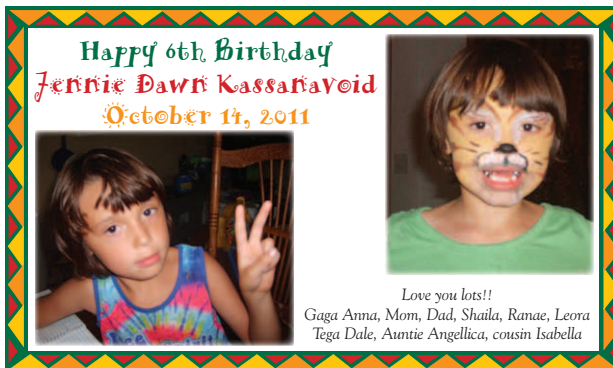 Happy 6th Birthday
Jennie Dawn Kassanavoid
October 14, 2011
Love you lots!!
Gaga Anna, Mom, Dad, Shaila, Ranae, Leora
Tega Dale, Auntie Angellica, cousin Isabella